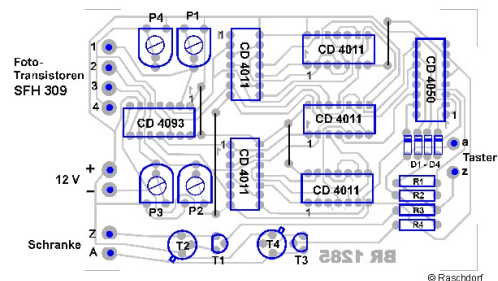 P4 P1
1
Foto-
Transistoren
SFH 309
2
3
4
1
CD 4011
CD 4011
1
CD 4050
1
CD 4093
1
CD 4011
1
CD 4011
1
CD 4011
1
D1 - D4
a
Taster
z
+
12 V
–
P3 P2
R1
R2
R3
R4
Schranke
Z
A
T2
T1
T4
T3
BR 1285
© Raschdorf